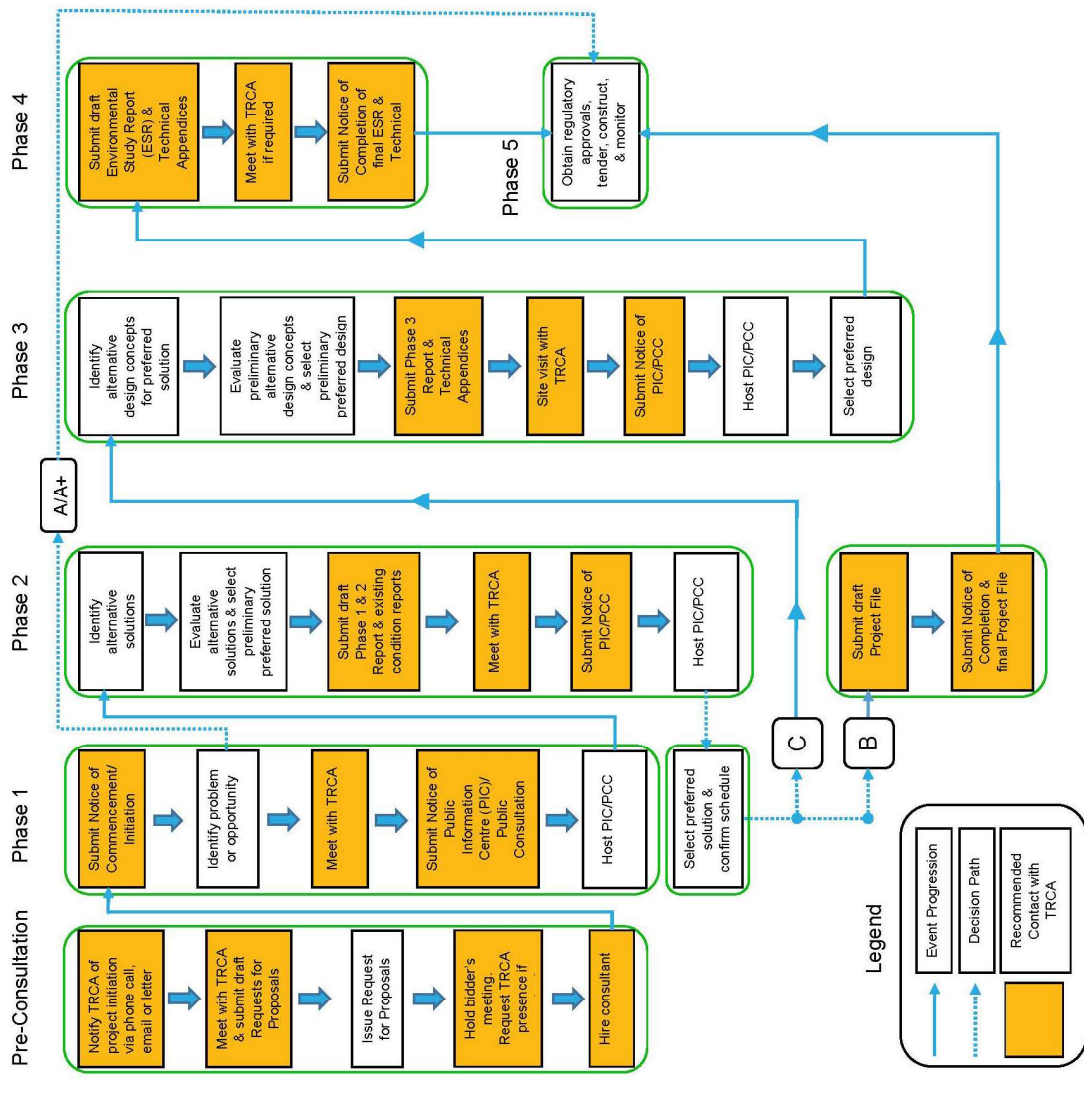 Pre-Consultation
Notify TRCA of
project initiation
via phone call,
email or letter
Meet with TRCA
& submit draft
Requests for
Proposals
Issue Request
for Proposals
Hold bidder's
meeting.
Request TRCA
presence if
Hire consultant
Phase 1
Submit Notice of
Commencement/
Initiation
Identify problem
or opportunity
Meet with TRCA
Submit Notice of
Public
Information
Centre (PIC)/
Public
Consultation
Host PIC/PCC
Select preferred
solution &
confirm schedule
Phase 2
Identify
alternative
solutions
Evaluate
alternative
solutions & select
preliminary
preferred solution
Submit draft
Phase 1 & 2
Report & existing
condition reports
Meet with TRCA
Submit Notice of
PIC/PCC
Host PIC/PCC
A/A+
C
B
Submit draft
Project File
Submit Notice of
Completion &
final Project File
Phase 3
Identify
alternative
design concepts
for preferred
solution
Evaluate
preliminary
alternative
design concepts
& select
preliminary
preferred design
Submit Phase 3
Report &
Technical
Appendices
Site visit with
TRCA
Submit Notice of
PIC/PCC
Host PIC/PCC
Select preferred
design
Phase 4
Submit draft
Environmental
Study Report
(ESR) &
Technical
Appendices
Meet with TRCA
if required
Submit Notice of
Completion of
final ESR &
Technical
Phase 5
Obtain regulatory
approvals,
tender, construct,
& monitor
Legend
Event Progression
Decision Path
Recommended
Contact with
TRCA